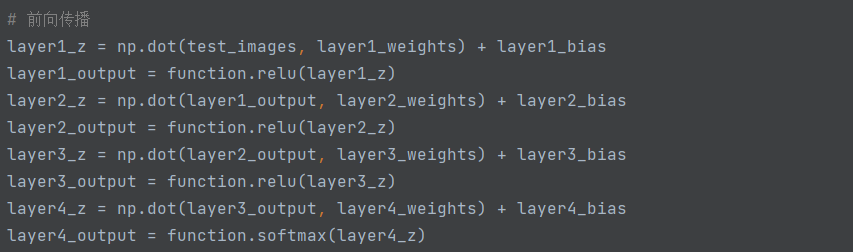 # 前向传播
layer1_z = np.dot(test_images, layer1_weights) + layer1_bias
layer1_output = function.relu(layer1_z)
layer2_z = np.dot(layer1_output, layer2_weights) + layer2_bias
layer2_output = function.relu(layer2_z)
layer3_z = np.dot(layer2_output, layer3_weights) + layer3_bias
layer3_output = function.relu(layer3_z)
layer4_z = np.dot(layer3_output, layer4_weights) + layer4_bias
layer4_output = function.softmax(layer4_z)